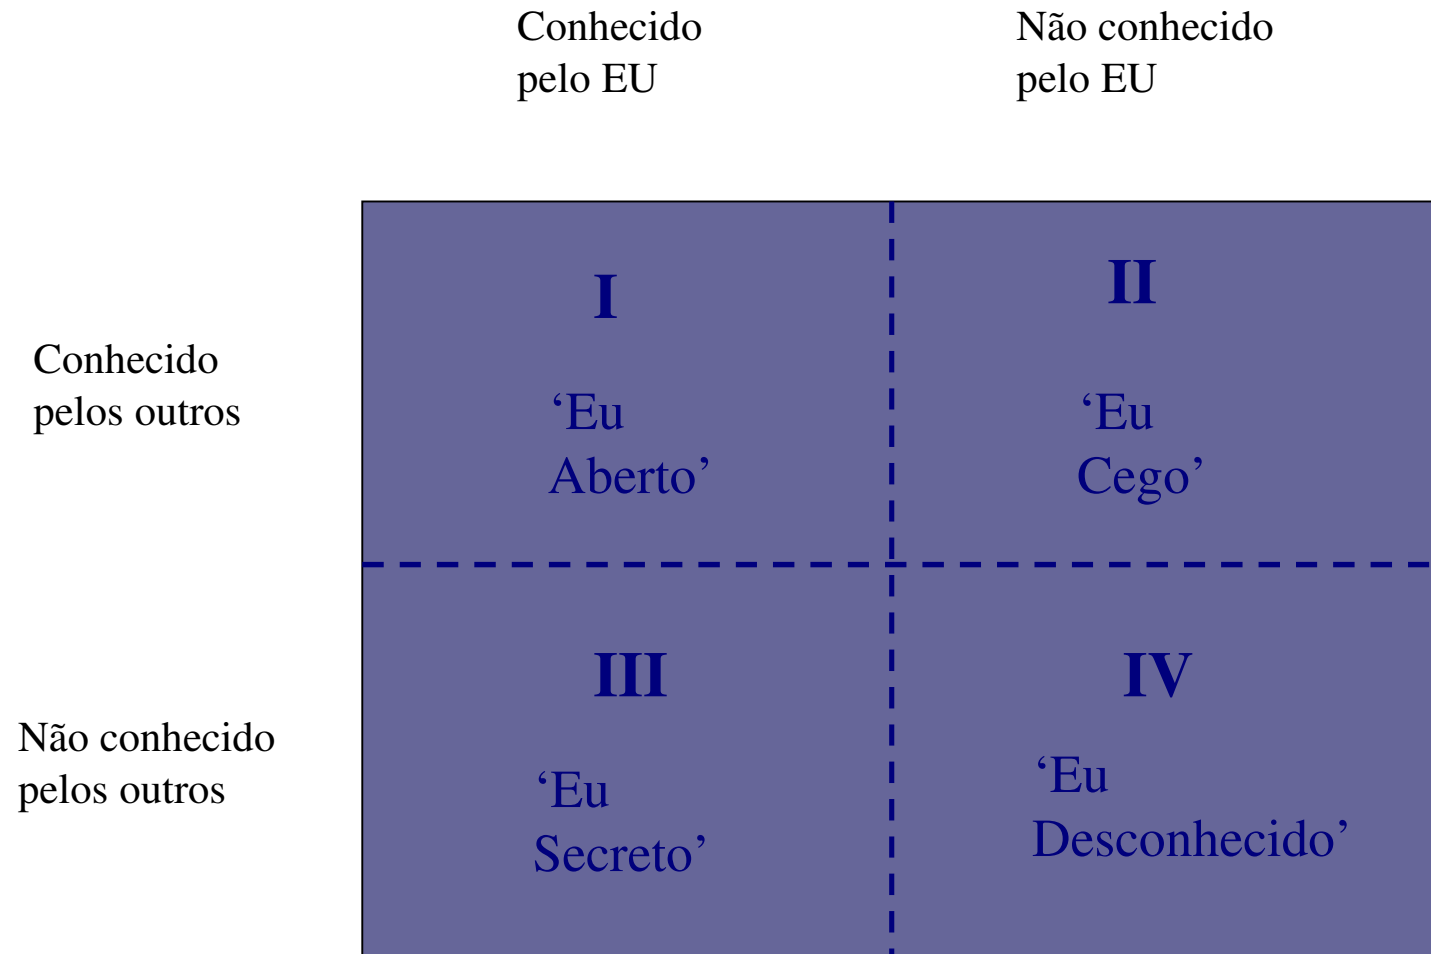 Conhecido
pelo EU
Não conhecido
pelo EU
Conhecido
pelos outros
I
‘Eu
Aberto’
II
‘Eu
Cego’
Não conhecido
pelos outros
III
‘Eu
Secreto’
IV
‘Eu
Desconhecido’